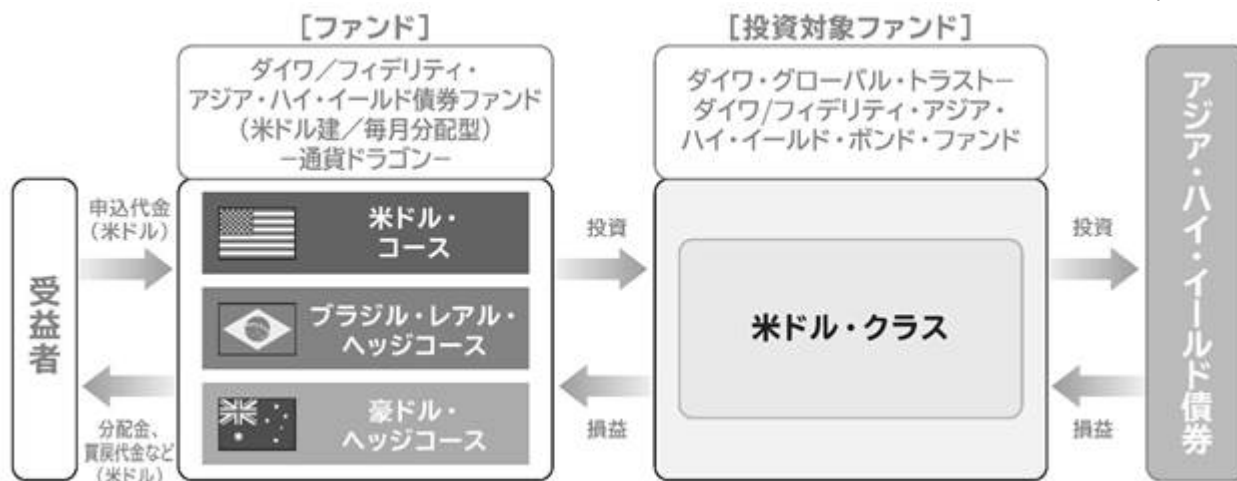 [ファンド]
ダイワ/フィデリティ・
アジア・ハイ・イールド債券ファンド
(米ドル建/毎月分配型)
-通貨ドラゴン-
[投資対象ファンド]
ダイワ・グローバル・トラスト-
ダイワ/フィデリティ・アジア・
ハイ・イールド・ボンド・ファンド
受益者
申込代金
(米ドル)
分配金、
買戻代金など
(米ドル)
米ドル・
コース
ブラジル・レアル・
ヘッジコース
豪ドル・
ヘッジコース
投資
損益
米ドル・クラス
投資
損益
アジア・ハイ・イールド債券